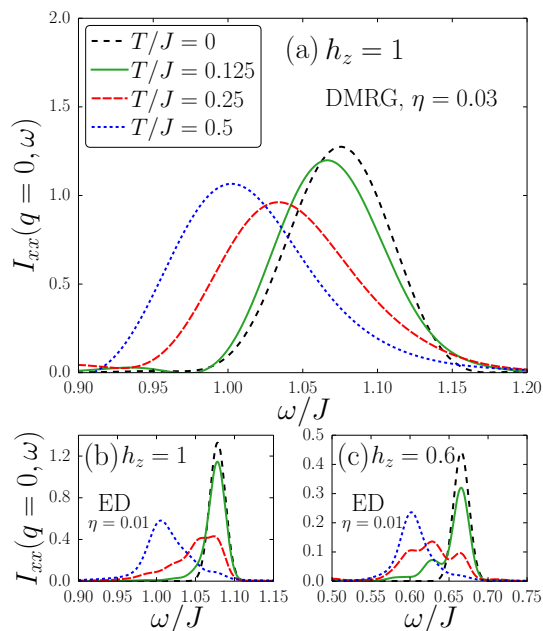 2.0
1.5
1.0
0.5
0.0
I_{xx}(q = 0, ω)
T/J = 0
T/J = 0.125
T/J = 0.25
T/J = 0.5
(a) h_z = 1
DMRG, η = 0.03
0.90 0.95 1.00 1.05 1.10 1.15 1.20
ω/J
I_{xx}(q = 0, ω)
1.2
0.8
0.4
0.0
(b) h_z = 1
ED
η = 0.01
0.90 0.95 1.00 1.05 1.10 1.15
ω/J
0.5
0.4
0.3
0.2
0.1
0.0
(c) h_z = 0.6
ED
η = 0.01
0.50 0.55 0.60 0.65 0.70 0.75
ω/J